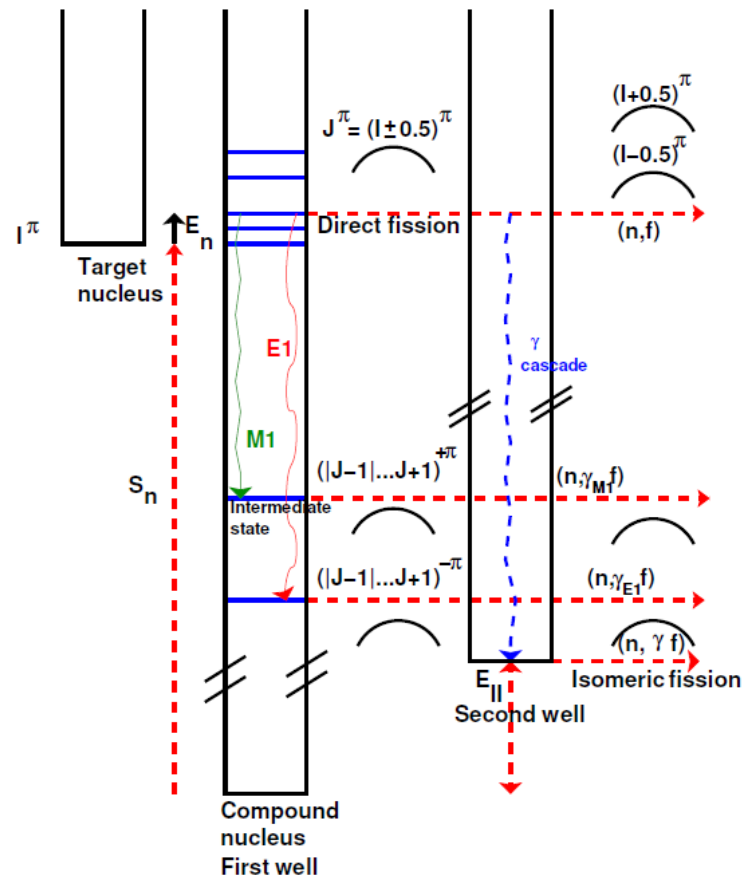 (I+0.5)^π
J^π = (I ± 0.5)^π
(I−0.5)^π
I^π
E_n
Direct fission
(n,f)
Target
nucleus
E1
γ
cascade
M1
S_n
(|J−1|...J+1)^+π
(n,γ_M1 f)
Intermediate
state
(|J−1|...J+1)^−π
(n,γ_E1 f)
(n, γ f)
E_II
Isomeric fission
Second well
Compound
nucleus
First well